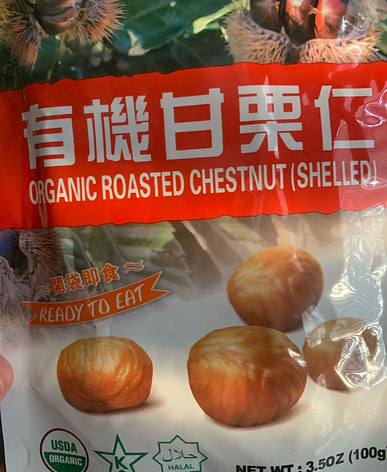 有機甘栗仁
ORGANIC ROASTED CHESTNUT (SHELLED)
開袋即食
READY TO EAT
USDA
ORGANIC
K
حلال
HALAL
NET WT : 3.5OZ (100g